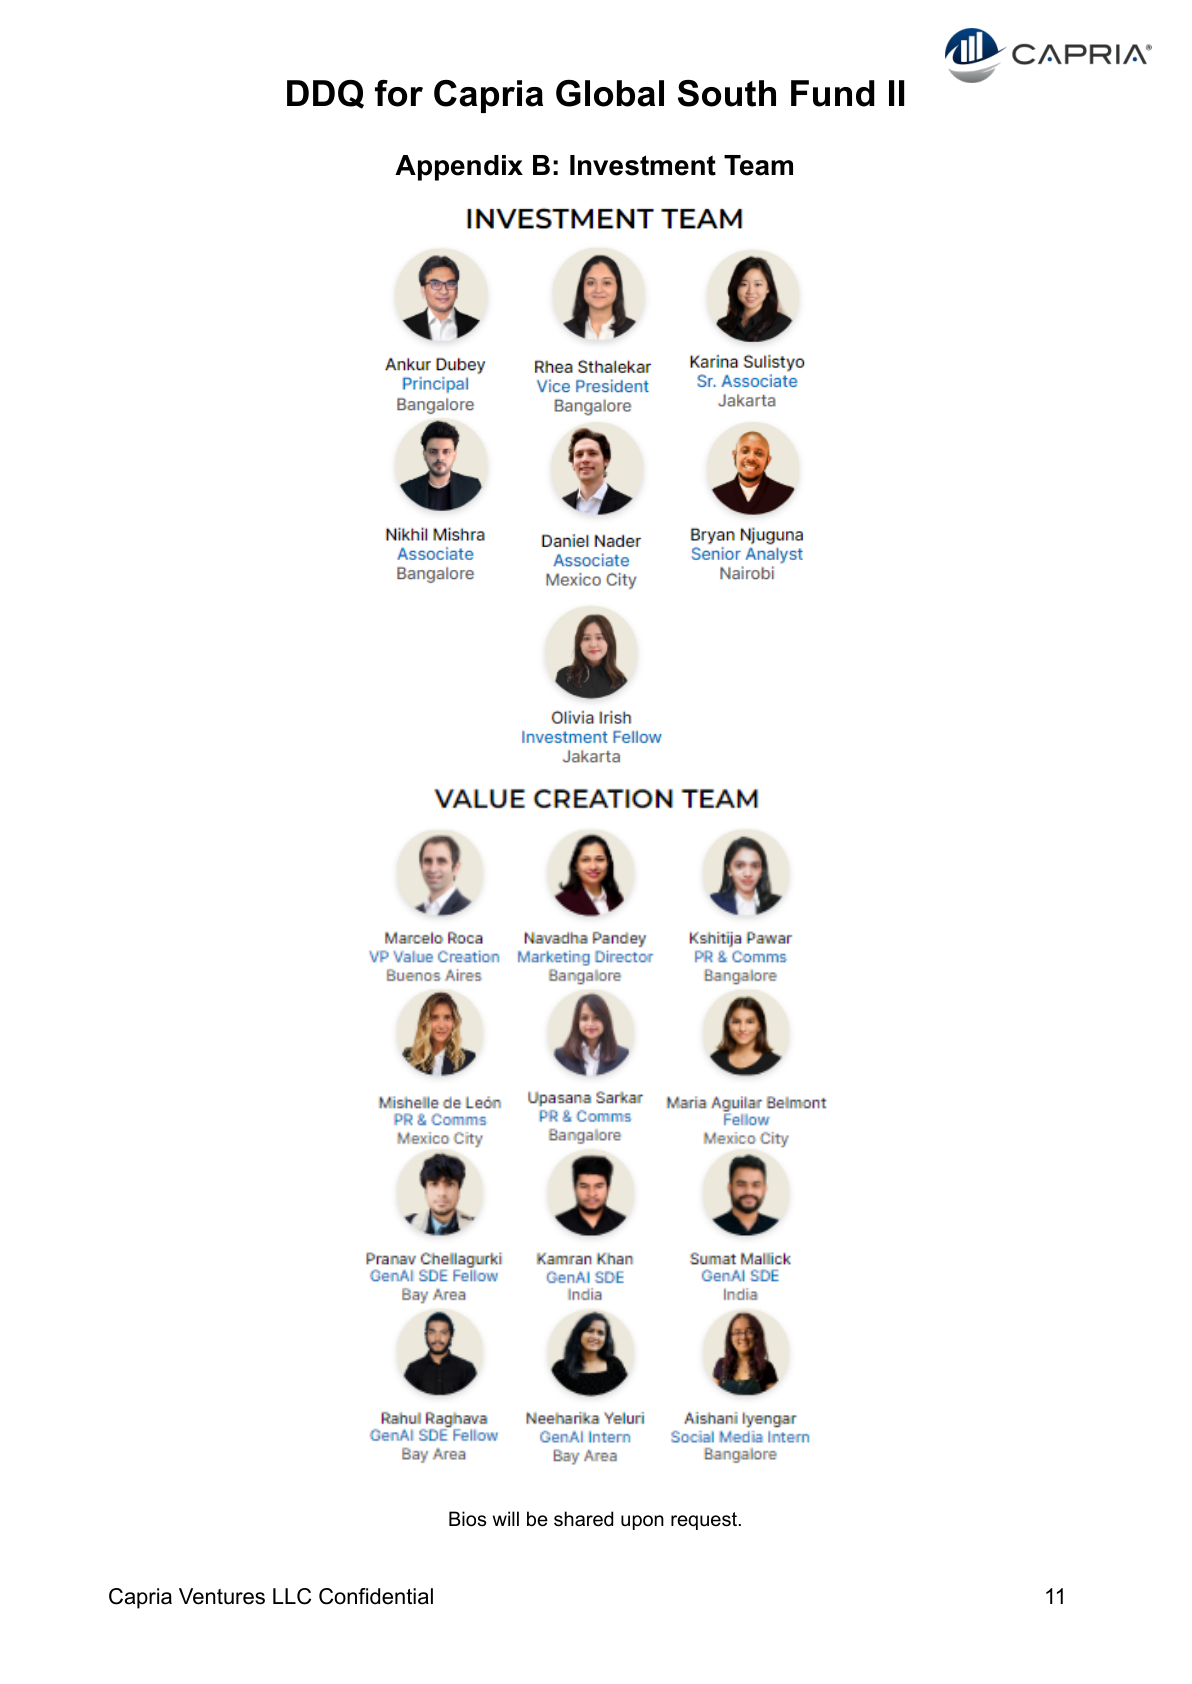 CAPRIA®
DDQ for Capria Global South Fund II
Appendix B: Investment Team
INVESTMENT TEAM
Ankur Dubey
Principal
Bangalore
Rhea Sthalekar
Vice President
Bangalore
Karina Sulistyo
Sr. Associate
Jakarta
Nikhil Mishra
Associate
Bangalore
Daniel Nader
Associate
Mexico City
Bryan Njuguna
Senior Analyst
Nairobi
Olivia Irish
Investment Fellow
Jakarta
VALUE CREATION TEAM
Marcelo Roca
VP Value Creation
Buenos Aires
Navadha Pandey
Marketing Director
Bangalore
Kshitija Pawar
PR & Comms
Bangalore
Mishelle de León
PR & Comms
Mexico City
Upasana Sarkar
PR & Comms
Bangalore
Maria Aguilar Belmont
Fellow
Mexico City
Pranav Chellagurki
GenAI SDE Fellow
Bay Area
Kamran Khan
GenAI SDE
India
Sumat Mallick
GenAI SDE
India
Rahul Raghava
GenAI SDE Fellow
Bay Area
Neeharika Yeluri
GenAI Intern
Bay Area
Aishani Iyengar
Social Media Intern
Bangalore
Bios will be shared upon request.
Capria Ventures LLC Confidential 11